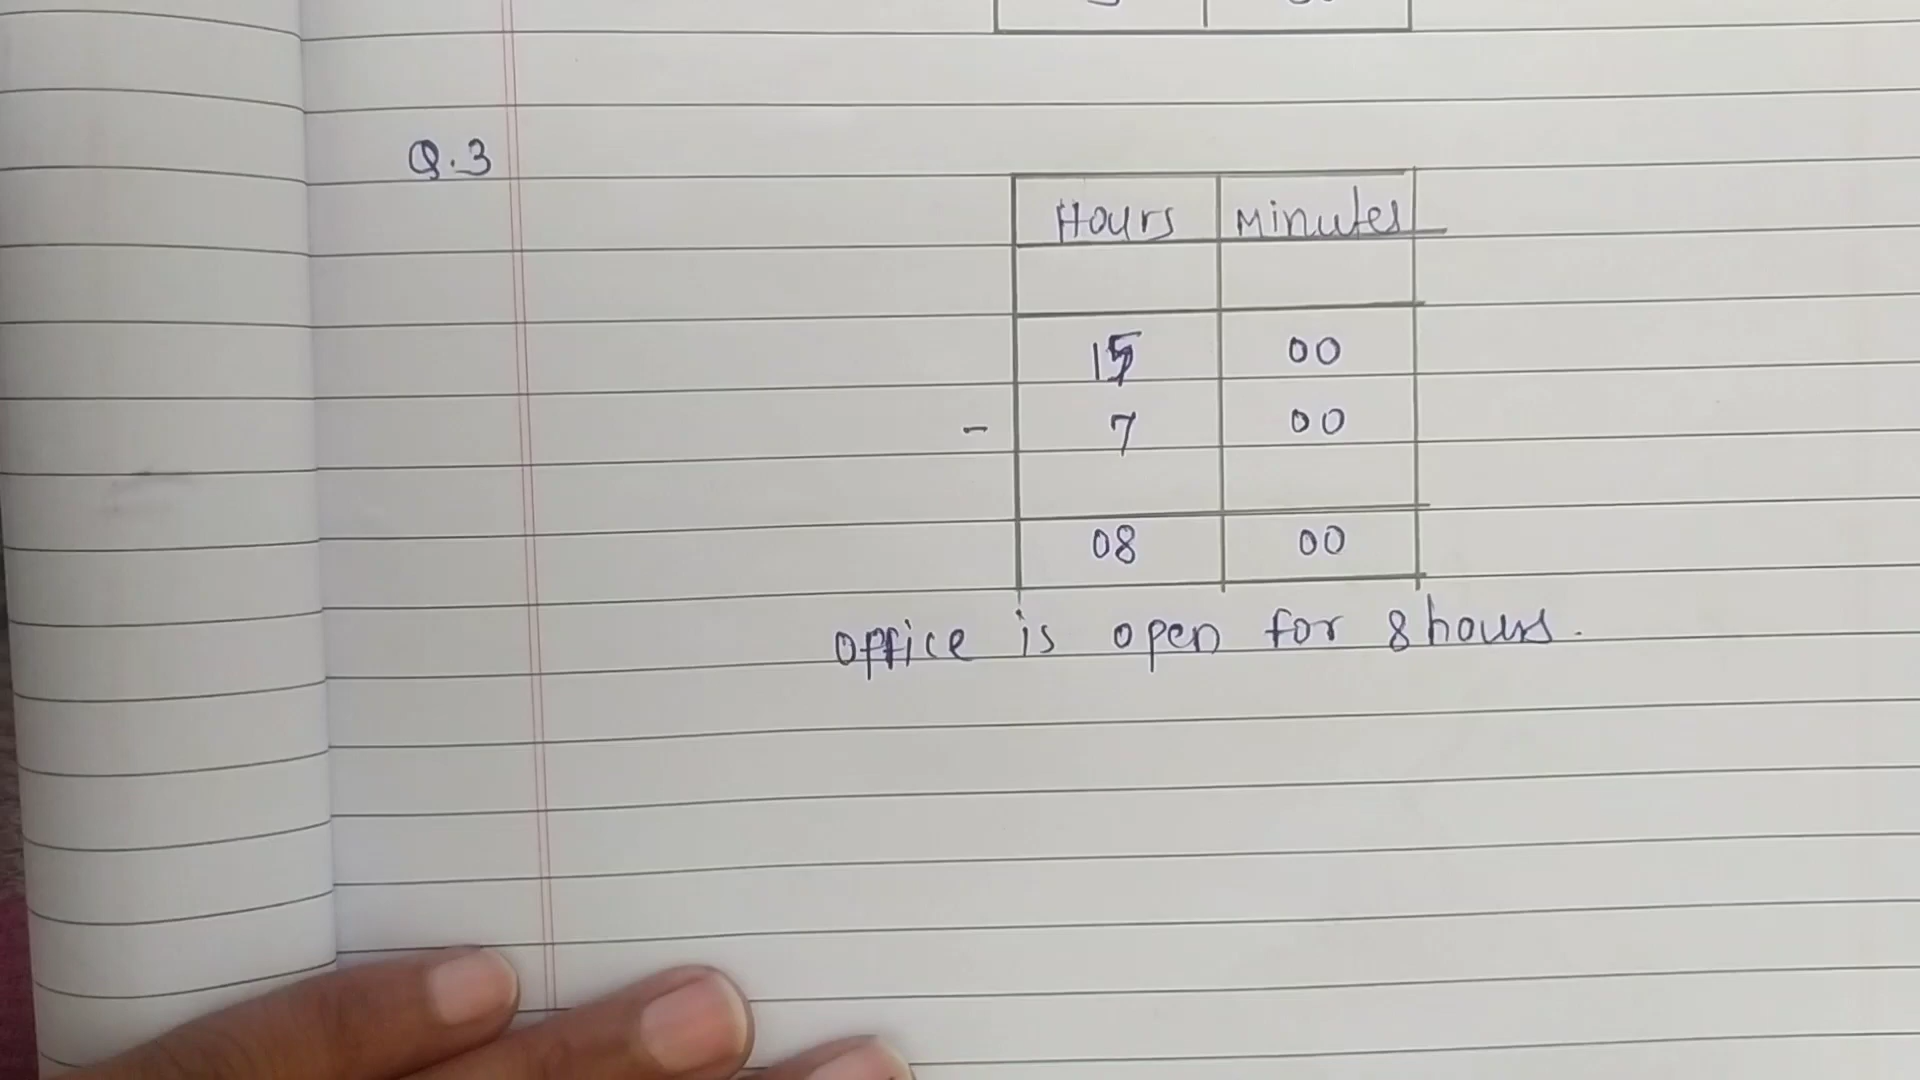 Q.3
Hours Minutes
15 00
- 7 00
08 00
office is open for 8 hours.